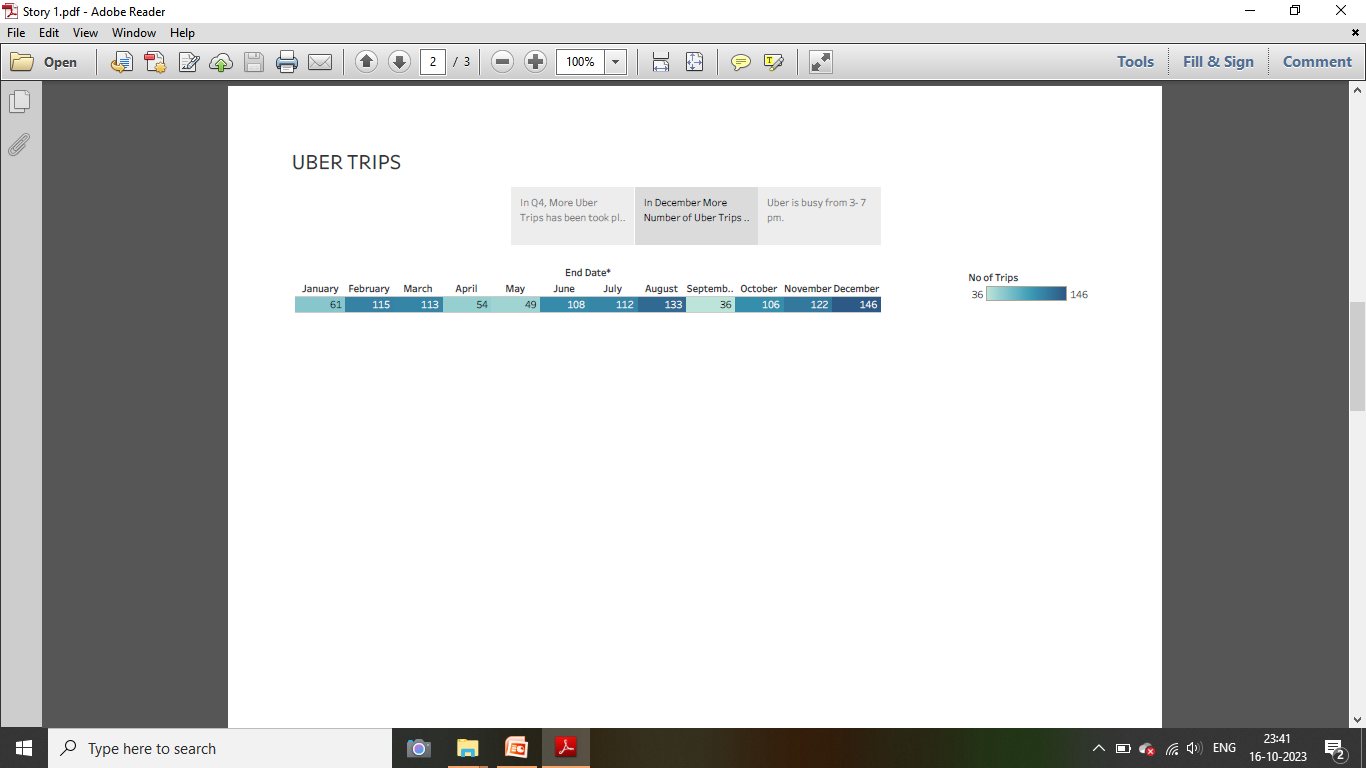 Story 1.pdf - Adobe Reader
File Edit View Window Help
Open 2 / 3 100% Tools Fill & Sign Comment
UBER TRIPS
In Q4, More Uber
Trips has been took pl..
In December More
Number of Uber Trips ..
Uber is busy from 3- 7
pm.
End Date*
January February March April May June July August Septemb.. October November December
61 115 113 54 49 108 112 133 36 106 122 146
No of Trips
36 146
Type here to search
ENG
23:41
16-10-2023
2